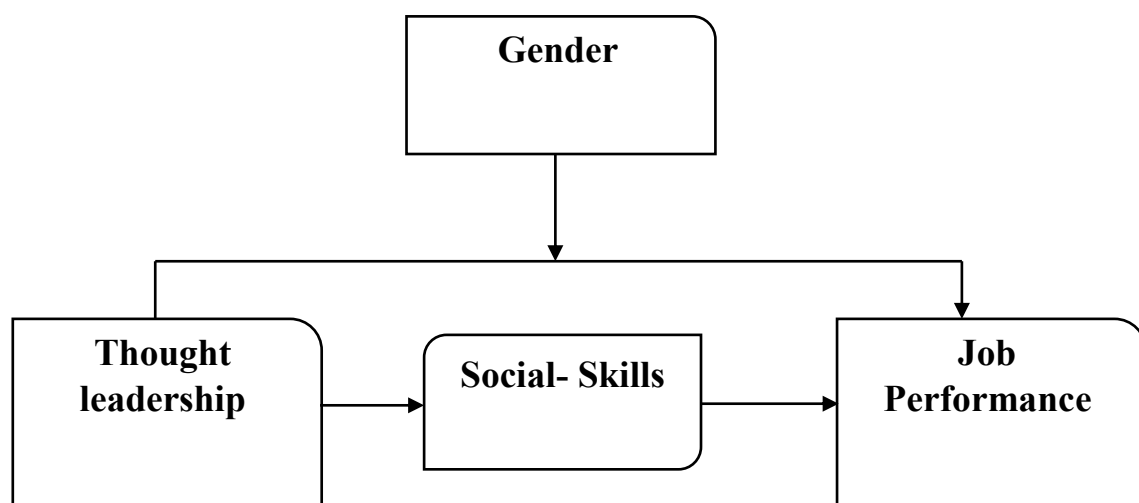 Gender
Thought
leadership
Social- Skills
Job
Performance